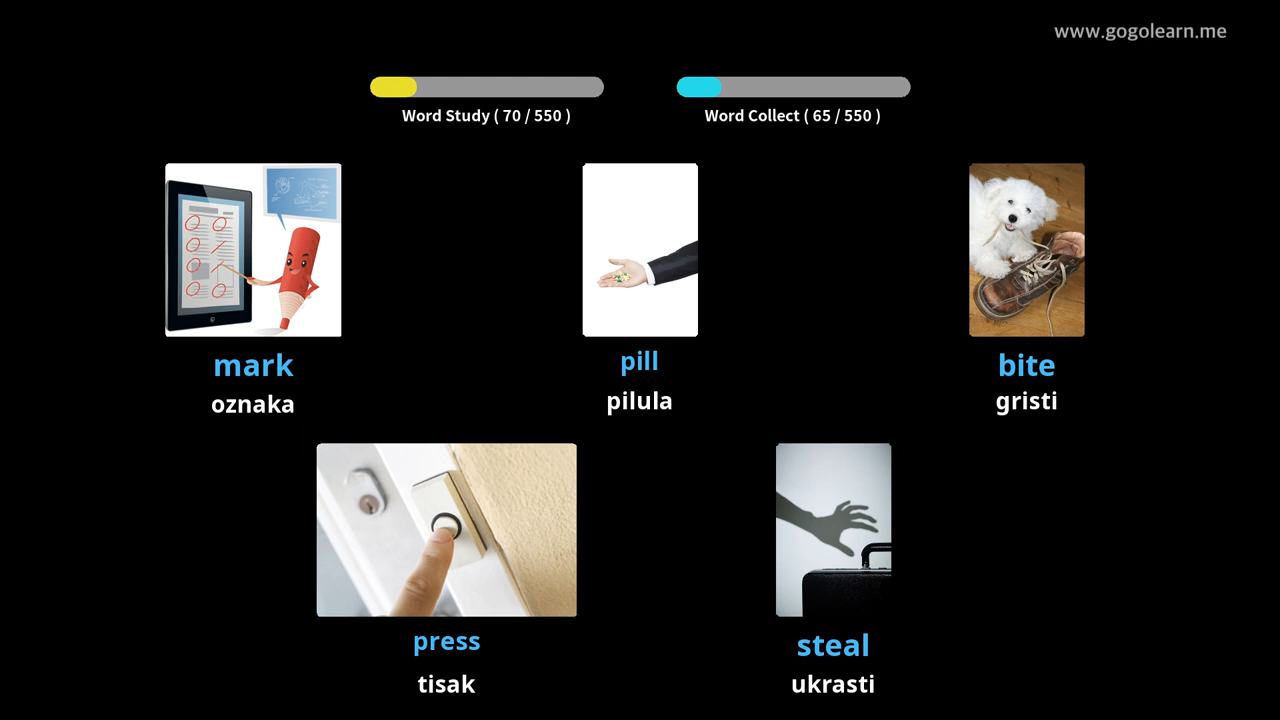 www.gogolearn.me
Word Study ( 70 / 550 )
Word Collect ( 65 / 550 )
mark
oznaka
pill
pilula
bite
gristi
press
tisak
steal
ukrasti